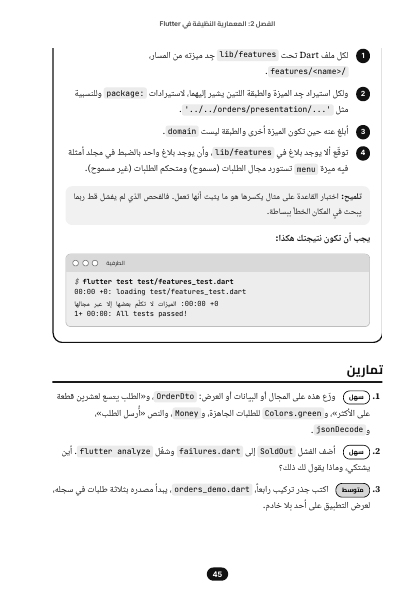 الفصل 2: المعمارية النظيفة في Flutter
1 لكل ملف Dart تحت lib/features جِد ميزته من المسار،
features/<name>/.
2 ولكل استيراد جِد الميزة والطبقة اللتين يشير إليهما، لاستيرادات package: وللنسبية
مثل '../../orders/presentation/...'.
3 أبلغ عنه حين تكون الميزة أخرى والطبقة ليست domain.
4 توقّع ألا يوجد بلاغ في lib/features، وأن يوجد بلاغ واحد بالضبط في مجلد أمثلة
فيه ميزة menu تستورد مجال الطلبات (مسموح) ومتحكم الطلبات (غير مسموح).
تلميح: اختبار القاعدة على مثال يكسرها هو ما يثبت أنها تعمل. فالفحص الذي لم يفشل قط ربما
يبحث في المكان الخطأ ببساطة.
يجب أن تكون نتيجتك هكذا:
الطرفية
$ flutter test test/features_test.dart
00:00 +0: loading test/features_test.dart
00:00 +0: الميزات لا تكلّم بعضها إلا عبر مجالها
00:00 +1: All tests passed!
تمارين
1. سهل وزّع هذه على المجال أو البيانات أو العرض: OrderDto، و«الطلب يتسع لعشرين قطعة
على الأكثر»، و Colors.green للطلبات الجاهزة، و Money، والنص «أرسل الطلب»،
و jsonDecode.
2. سهل أضف الفشل SoldOut إلى failures.dart وشغّل flutter analyze. أين
يشتكي، وماذا يقول لك ذلك؟
3. متوسط اكتب جذر تركيب رابعاً، orders_demo.dart، يبدأ مصدره بثلاثة طلبات في سجله،
لعرض التطبيق على أحد بلا خادم.
45